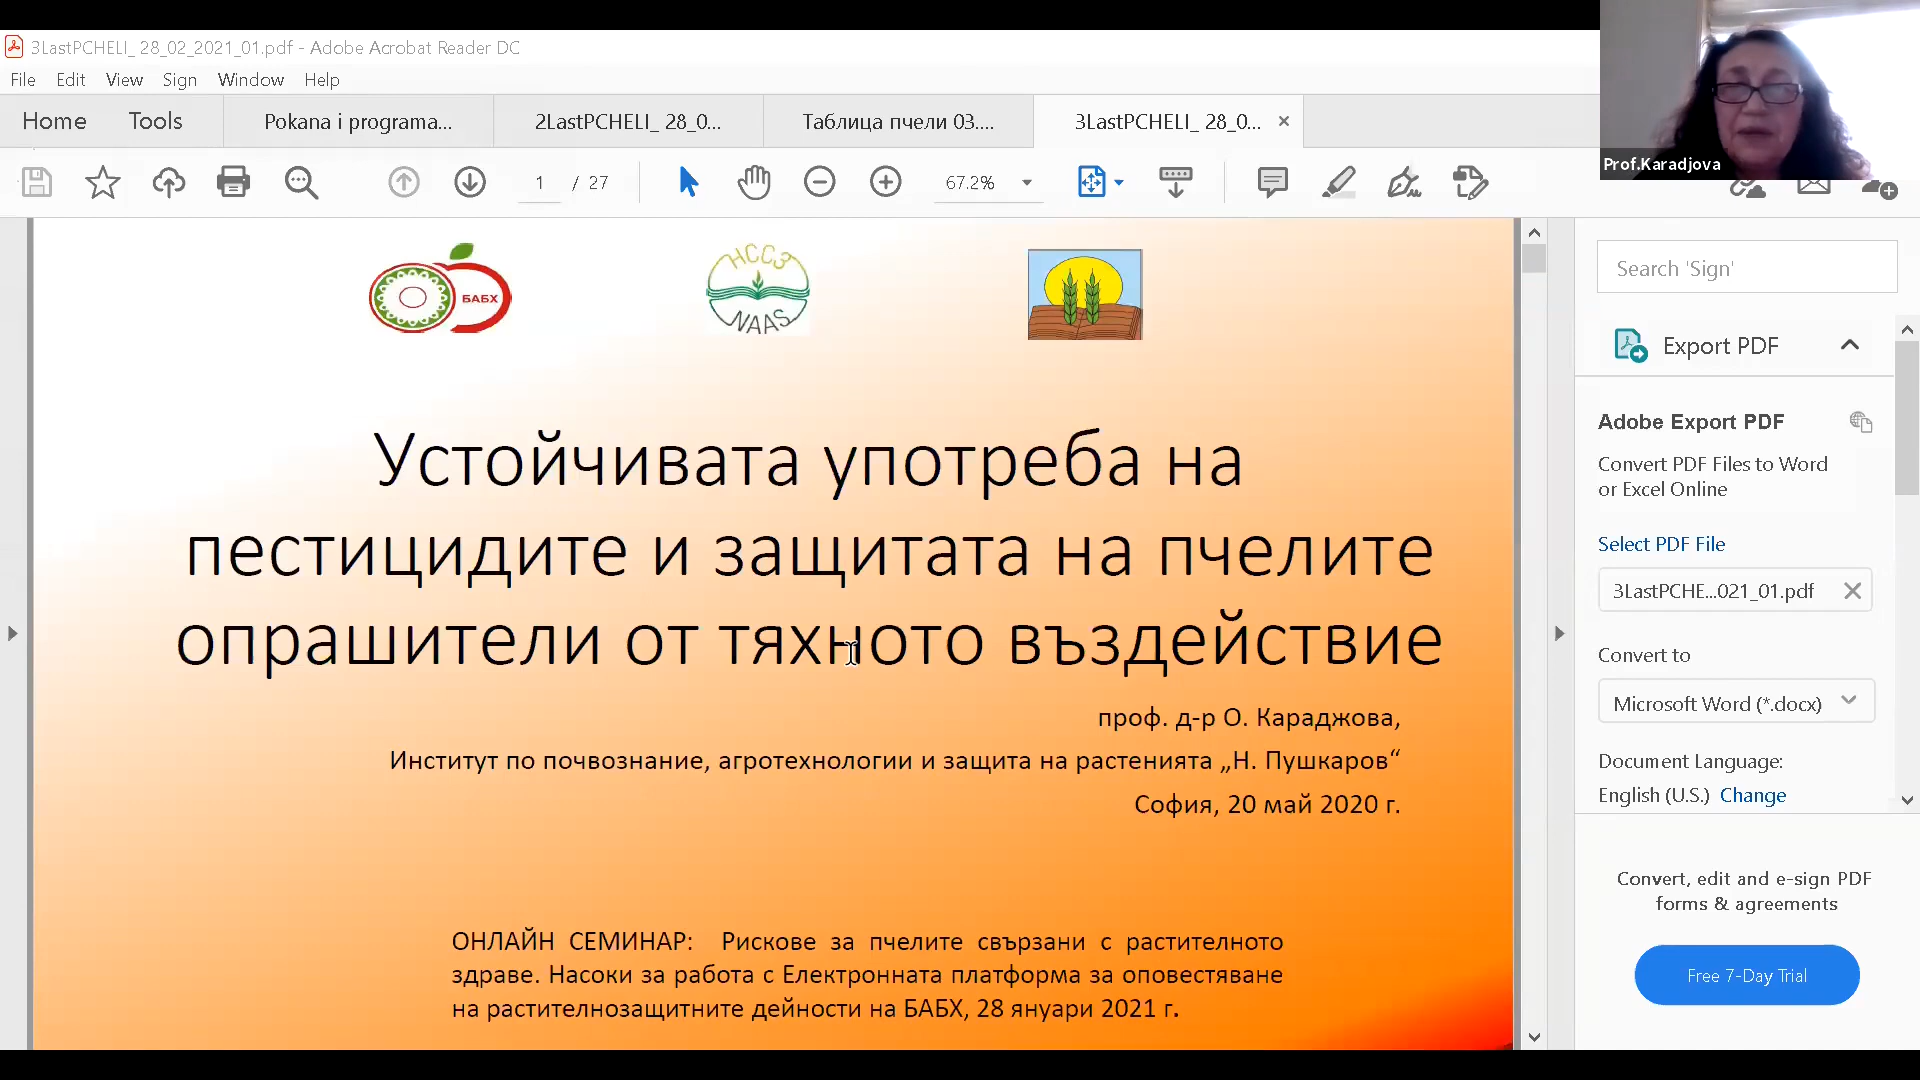 3LastPCHELI_ 28_02_2021_01.pdf - Adobe Acrobat Reader DC
File Edit View Sign Window Help
Home Tools Pokana i programa... 2LastPCHELI_ 28_0... Таблица пчели 03.... 3LastPCHELI_ 28_0...
Prof.Karadjova
1 / 27 67.2%
БАБХ
НССЗ
NAAS
Устойчивата употреба на
пестицидите и защитата на пчелите
опрашители от тяхното въздействие
проф. д-р О. Караджова,
Институт по почвознание, агротехнологии и защита на растенията „Н. Пушкаров“
София, 20 май 2020 г.
ОНЛАЙН СЕМИНАР: Рискове за пчелите свързани с растителното
здраве. Насоки за работа с Електронната платформа за оповестяване
на растителнозащитните дейности на БАБХ, 28 януари 2021 г.
Search 'Sign'
Export PDF
Adobe Export PDF
Convert PDF Files to Word
or Excel Online
Select PDF File
3LastPCHE...021_01.pdf
Convert to
Microsoft Word (*.docx)
Document Language:
English (U.S.) Change
Convert, edit and e-sign PDF
forms & agreements
Free 7-Day Trial